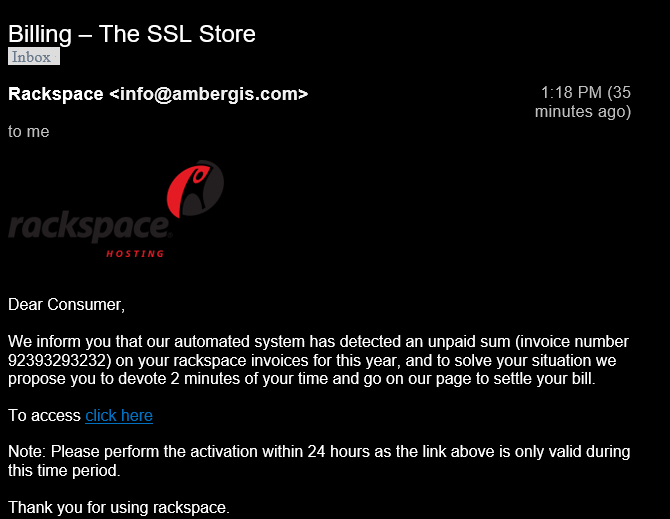 Billing – The SSL Store
Inbox
Rackspace <info@ambergis.com>
1:18 PM (35
minutes ago)
to me
rackspace
HOSTING
Dear Consumer,
We inform you that our automated system has detected an unpaid sum (invoice number
92393293232) on your rackspace invoices for this year, and to solve your situation we
propose you to devote 2 minutes of your time and go on our page to settle your bill.
To access click here
Note: Please perform the activation within 24 hours as the link above is only valid during
this time period.
Thank you for using rackspace.